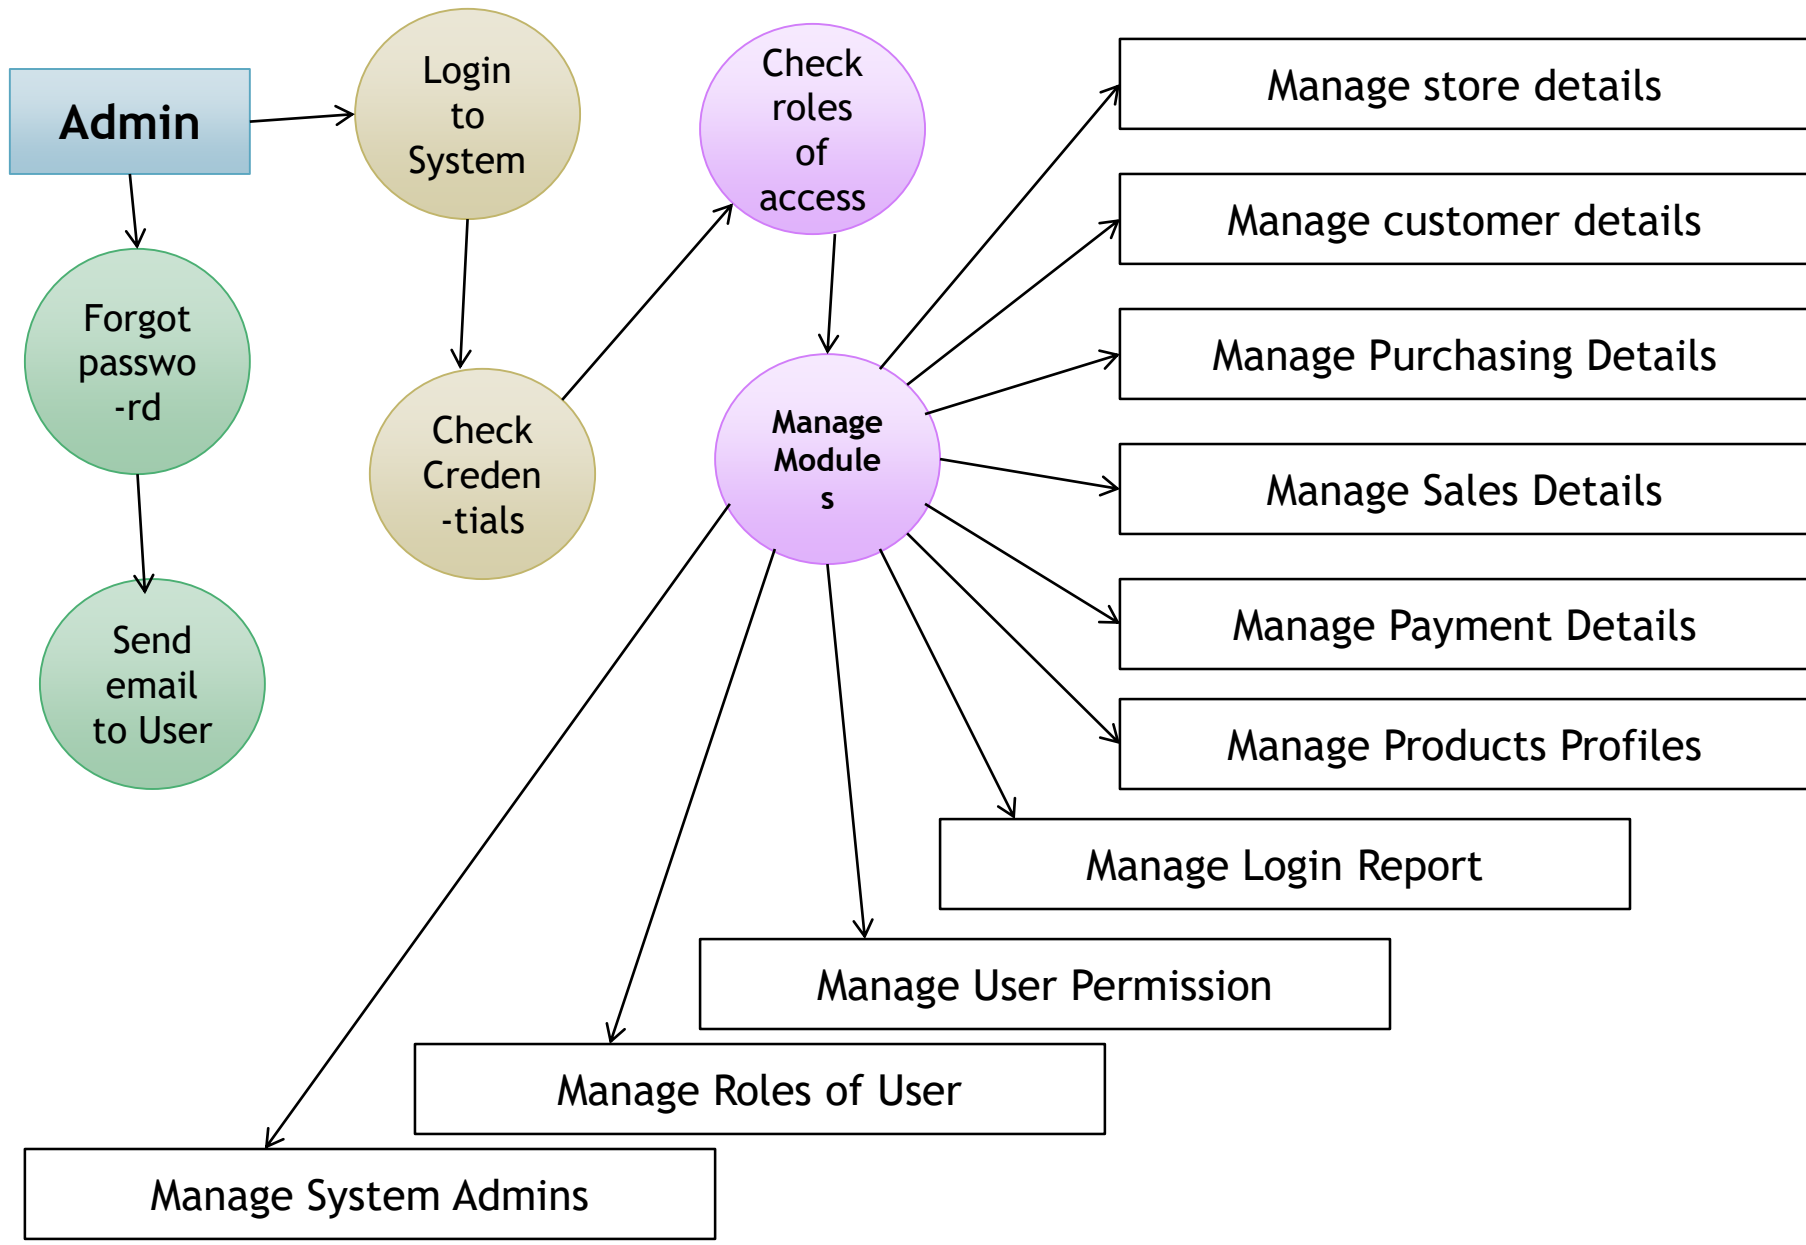 Admin
Login
to
System
Check
roles
of
access
Manage store details
Manage customer details
Forgot
passwo
-rd
Check
Creden
-tials
Manage
Module
s
Manage Purchasing Details
Manage Sales Details
Send
email
to User
Manage Payment Details
Manage Products Profiles
Manage Login Report
Manage User Permission
Manage Roles of User
Manage System Admins